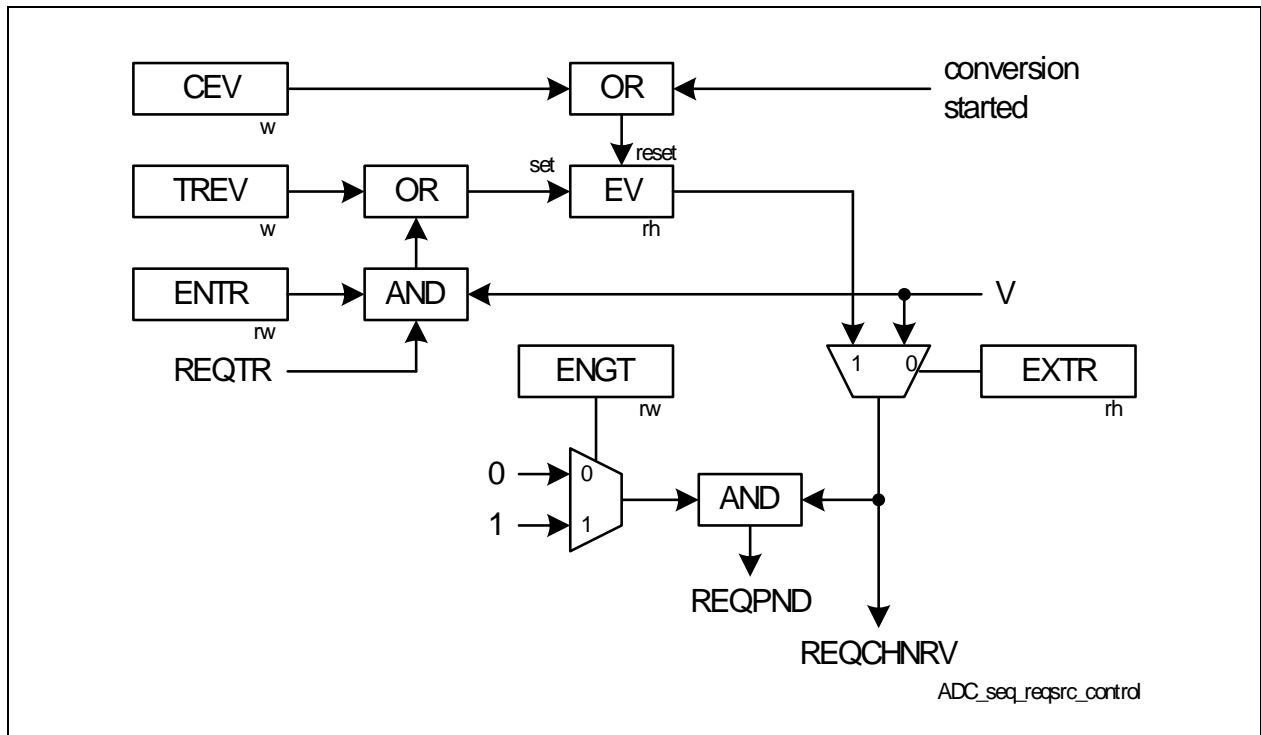 CEV
w
OR
conversion
started
reset
TREV
w
OR
set
EV
rh
ENTR
rw
AND
V
REQTR
ENGT
rw
1
0
EXTR
rh
0
0
1
1
AND
REQPND
REQCHNRV
ADC_seq_reqsrc_control